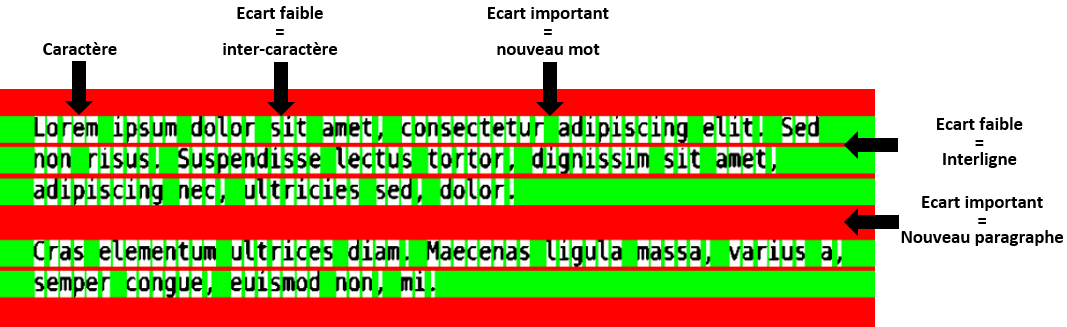 Caractère
Ecart faible
=
inter-caractère
Ecart important
=
nouveau mot
Lorem ipsum dolor sit amet, consectetur adipiscing elit. Sed
non risus. Suspendisse lectus tortor, dignissim sit amet,
adipiscing nec, ultricies sed, dolor.
Cras elementum ultrices diam. Maecenas ligula massa, varius a,
semper congue, euismod non, mi.
Ecart faible
=
Interligne
Ecart important
=
Nouveau paragraphe